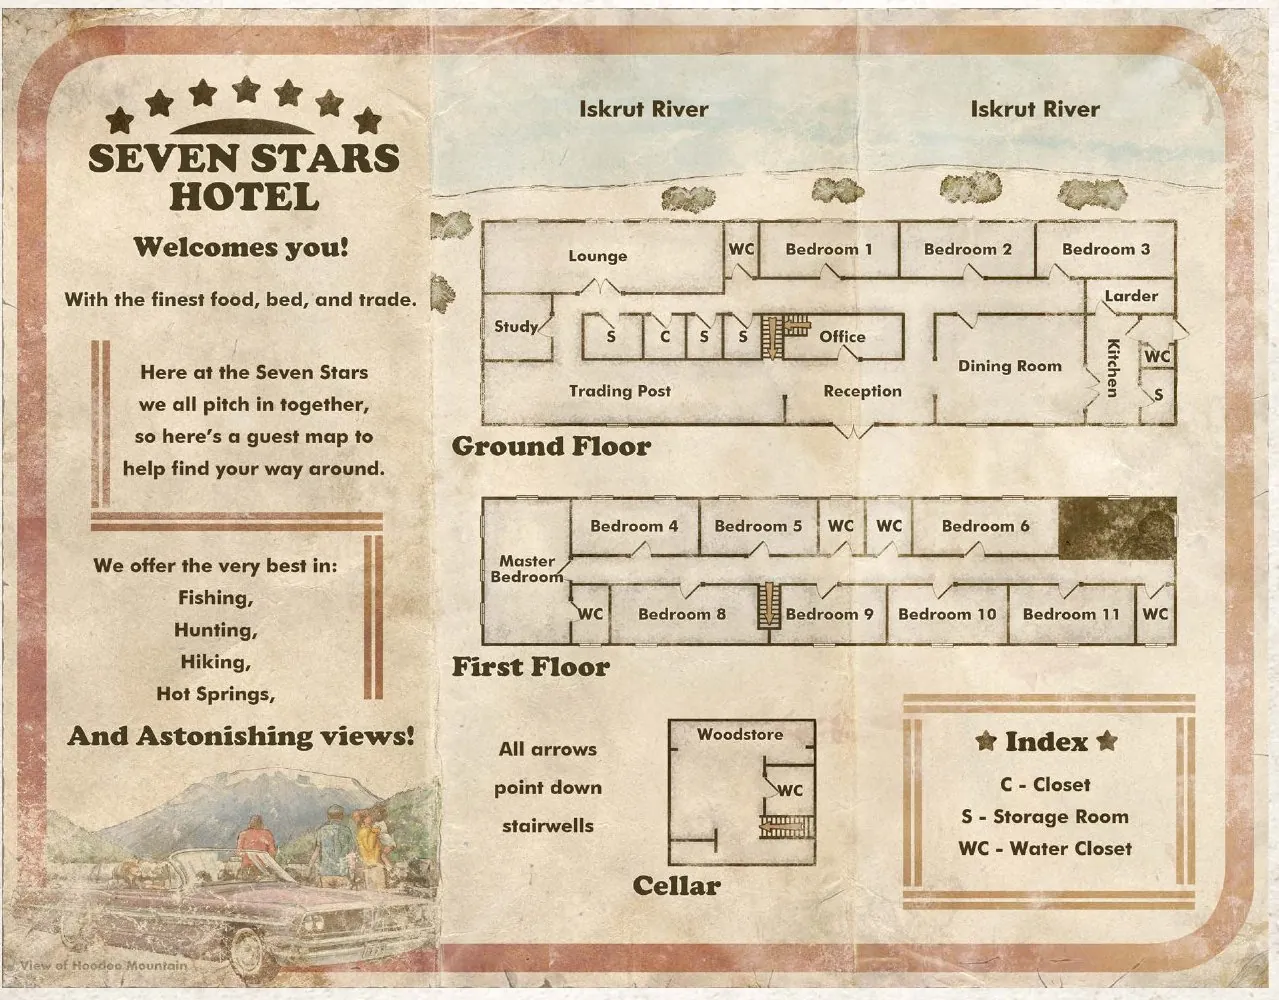 SEVEN STARS
HOTEL
Welcomes you!
With the finest food, bed, and trade.
Here at the Seven Stars
we all pitch in together,
so here's a guest map to
help find your way around.
We offer the very best in:
Fishing,
Hunting,
Hiking,
Hot Springs,
And Astonishing views!
View of Hoodoo Mountain
Iskrut River
Iskrut River
Lounge
WC
Bedroom 1
Bedroom 2
Bedroom 3
Larder
Study
S
C
S
S
Office
Dining Room
Kitchen
WC
S
Trading Post
Reception
Ground Floor
Bedroom 4
Bedroom 5
WC
WC
Bedroom 6
Master
Bedroom
WC
Bedroom 8
Bedroom 9
Bedroom 10
Bedroom 11
WC
First Floor
All arrows
point down
stairwells
Woodstore
WC
Cellar
Index
C - Closet
S - Storage Room
WC - Water Closet